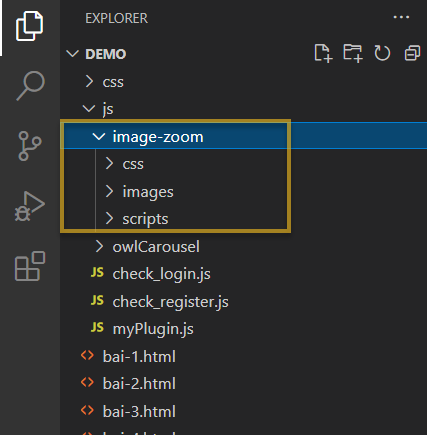 EXPLORER
DEMO
css
js
image-zoom
css
images
scripts
owlCarousel
JS check_login.js
JS check_register.js
JS myPlugin.js
<> bai-1.html
<> bai-2.html
<> bai-3.html